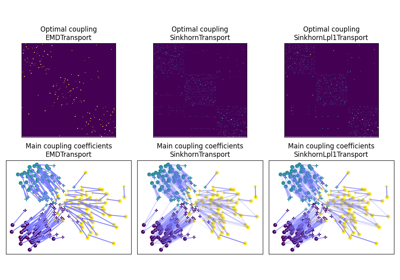 Optimal coupling
EMDTransport
Optimal coupling
SinkhornTransport
Optimal coupling
SinkhornLpl1Transport
Main coupling coefficients
EMDTransport
Main coupling coefficients
SinkhornTransport
Main coupling coefficients
SinkhornLpl1Transport